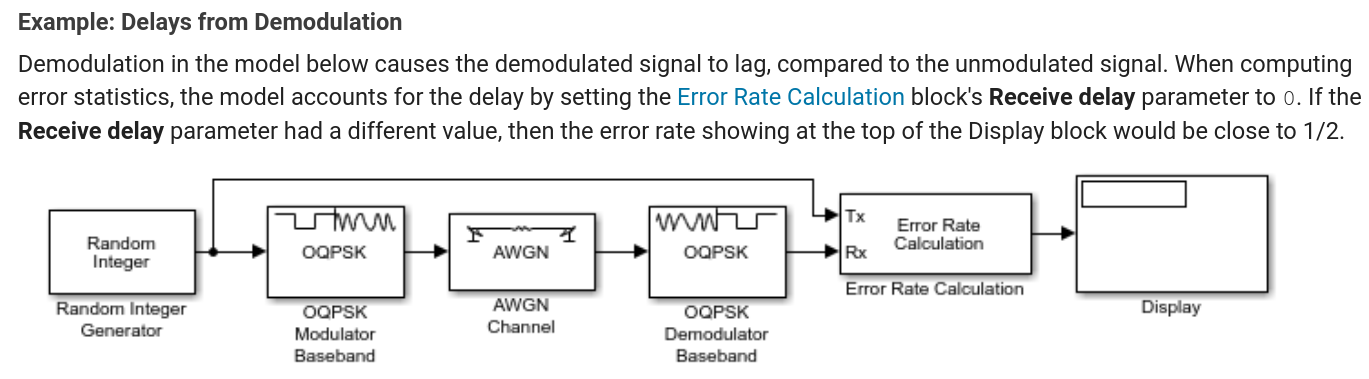 Example: Delays from Demodulation
Demodulation in the model below causes the demodulated signal to lag, compared to the unmodulated signal. When computing
error statistics, the model accounts for the delay by setting the Error Rate Calculation block's Receive delay parameter to 0. If the
Receive delay parameter had a different value, then the error rate showing at the top of the Display block would be close to 1/2.
Random
Integer
Random Integer
Generator
OQPSK
OQPSK
Modulator
Baseband
AWGN
AWGN
Channel
OQPSK
OQPSK
Demodulator
Baseband
Tx
Rx
Error Rate
Calculation
Error Rate Calculation
Display